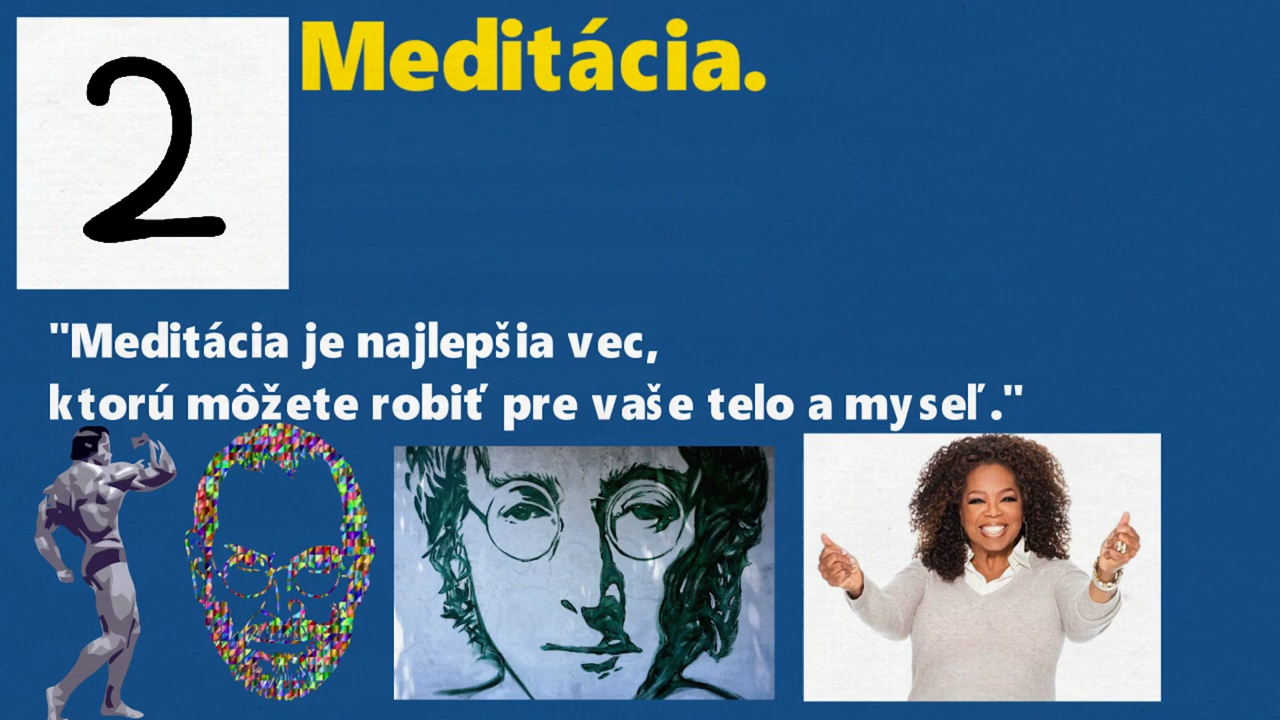 2
Meditácia.
"Meditácia je najlepšia vec,
ktorú môžete robiť pre vaše telo a myseľ."